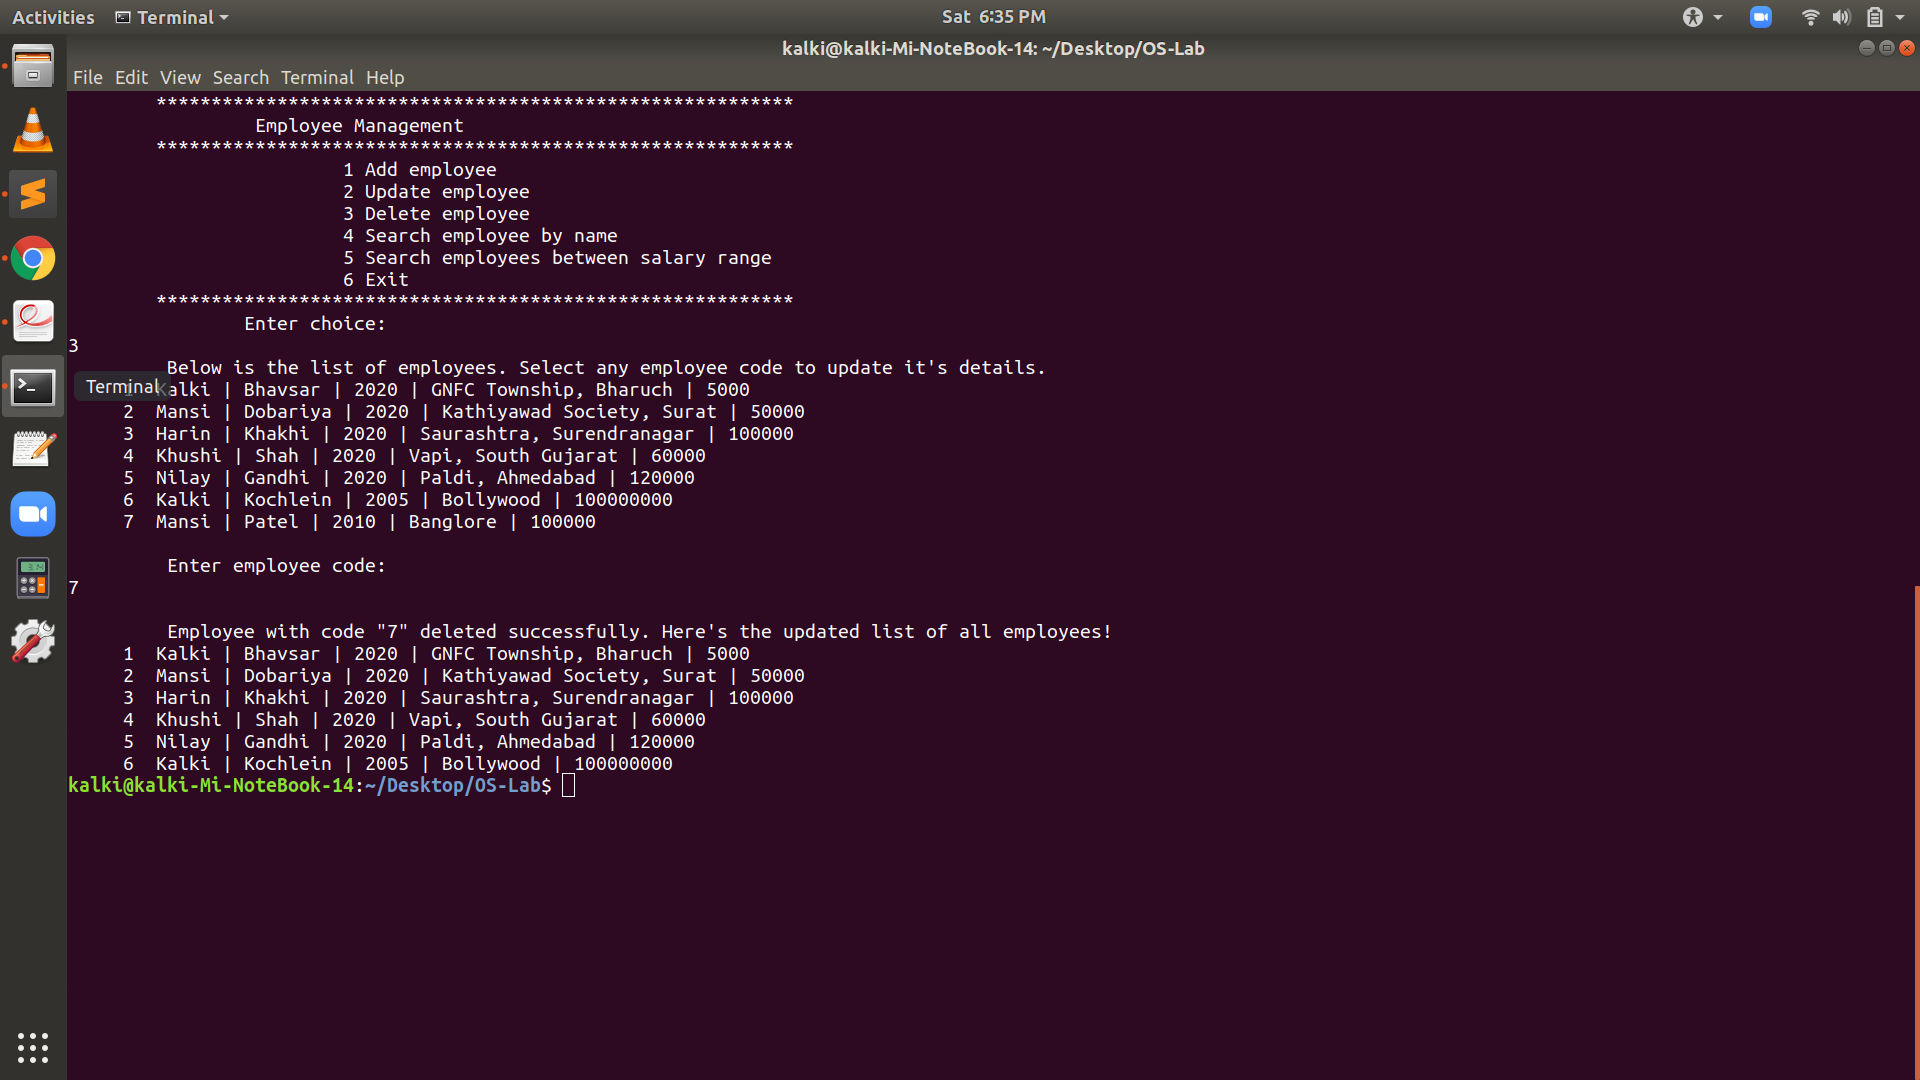 Activities Terminal Sat 6:35 PM
kalki@kalki-Mi-NoteBook-14: ~/Desktop/OS-Lab
File Edit View Search Terminal Help
**********************************************************
Employee Management
**********************************************************
1 Add employee
2 Update employee
3 Delete employee
4 Search employee by name
5 Search employees between salary range
6 Exit
**********************************************************
Enter choice:
3
Below is the list of employees. Select any employee code to update it's details.
Terminal
1 Kalki | Bhavsar | 2020 | GNFC Township, Bharuch | 5000
2 Mansi | Dobariya | 2020 | Kathiyawad Society, Surat | 50000
3 Harin | Khakhi | 2020 | Saurashtra, Surendranagar | 100000
4 Khushi | Shah | 2020 | Vapi, South Gujarat | 60000
5 Nilay | Gandhi | 2020 | Paldi, Ahmedabad | 120000
6 Kalki | Kochlein | 2005 | Bollywood | 100000000
7 Mansi | Patel | 2010 | Banglore | 100000
Enter employee code:
7
Employee with code "7" deleted successfully. Here's the updated list of all employees!
1 Kalki | Bhavsar | 2020 | GNFC Township, Bharuch | 5000
2 Mansi | Dobariya | 2020 | Kathiyawad Society, Surat | 50000
3 Harin | Khakhi | 2020 | Saurashtra, Surendranagar | 100000
4 Khushi | Shah | 2020 | Vapi, South Gujarat | 60000
5 Nilay | Gandhi | 2020 | Paldi, Ahmedabad | 120000
6 Kalki | Kochlein | 2005 | Bollywood | 100000000
kalki@kalki-Mi-NoteBook-14:~/Desktop/OS-Lab$